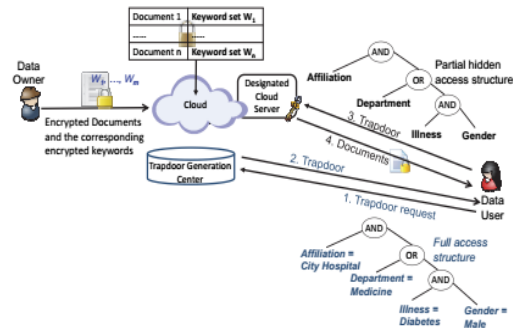 Document 1 Keyword set W1
..... .....
Document n Keyword set Wn
Data
Owner
W1, ..., Wn
Encrypted Documents
and the corresponding
encrypted keywords
Cloud
Designated
Cloud
Server
AND
Affiliation
OR
Partial hidden
access structure
Department
AND
Illness
Gender
3. Trapdoor
4. Documents
Trapdoor Generation
Center
2. Trapdoor
1. Trapdoor request
Data
User
AND
Affiliation =
City Hospital
OR
Full access
structure
Department =
Medicine
AND
Illness =
Diabetes
Gender =
Male